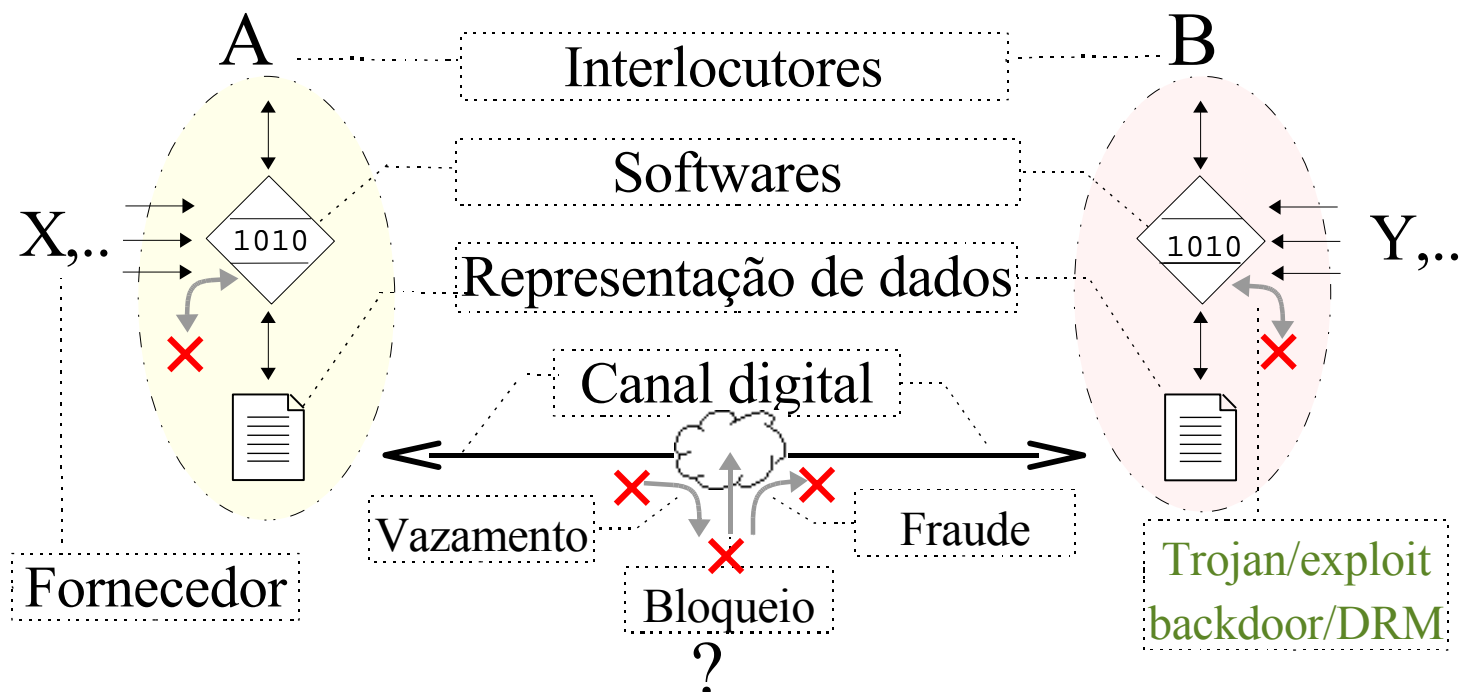 A
B
Interlocutores
Softwares
X,..
1010
1010
Y,..
Representação de dados
Canal digital
Vazamento
Fraude
Fornecedor
Bloqueio
Trojan/exploit
backdoor/DRM
?